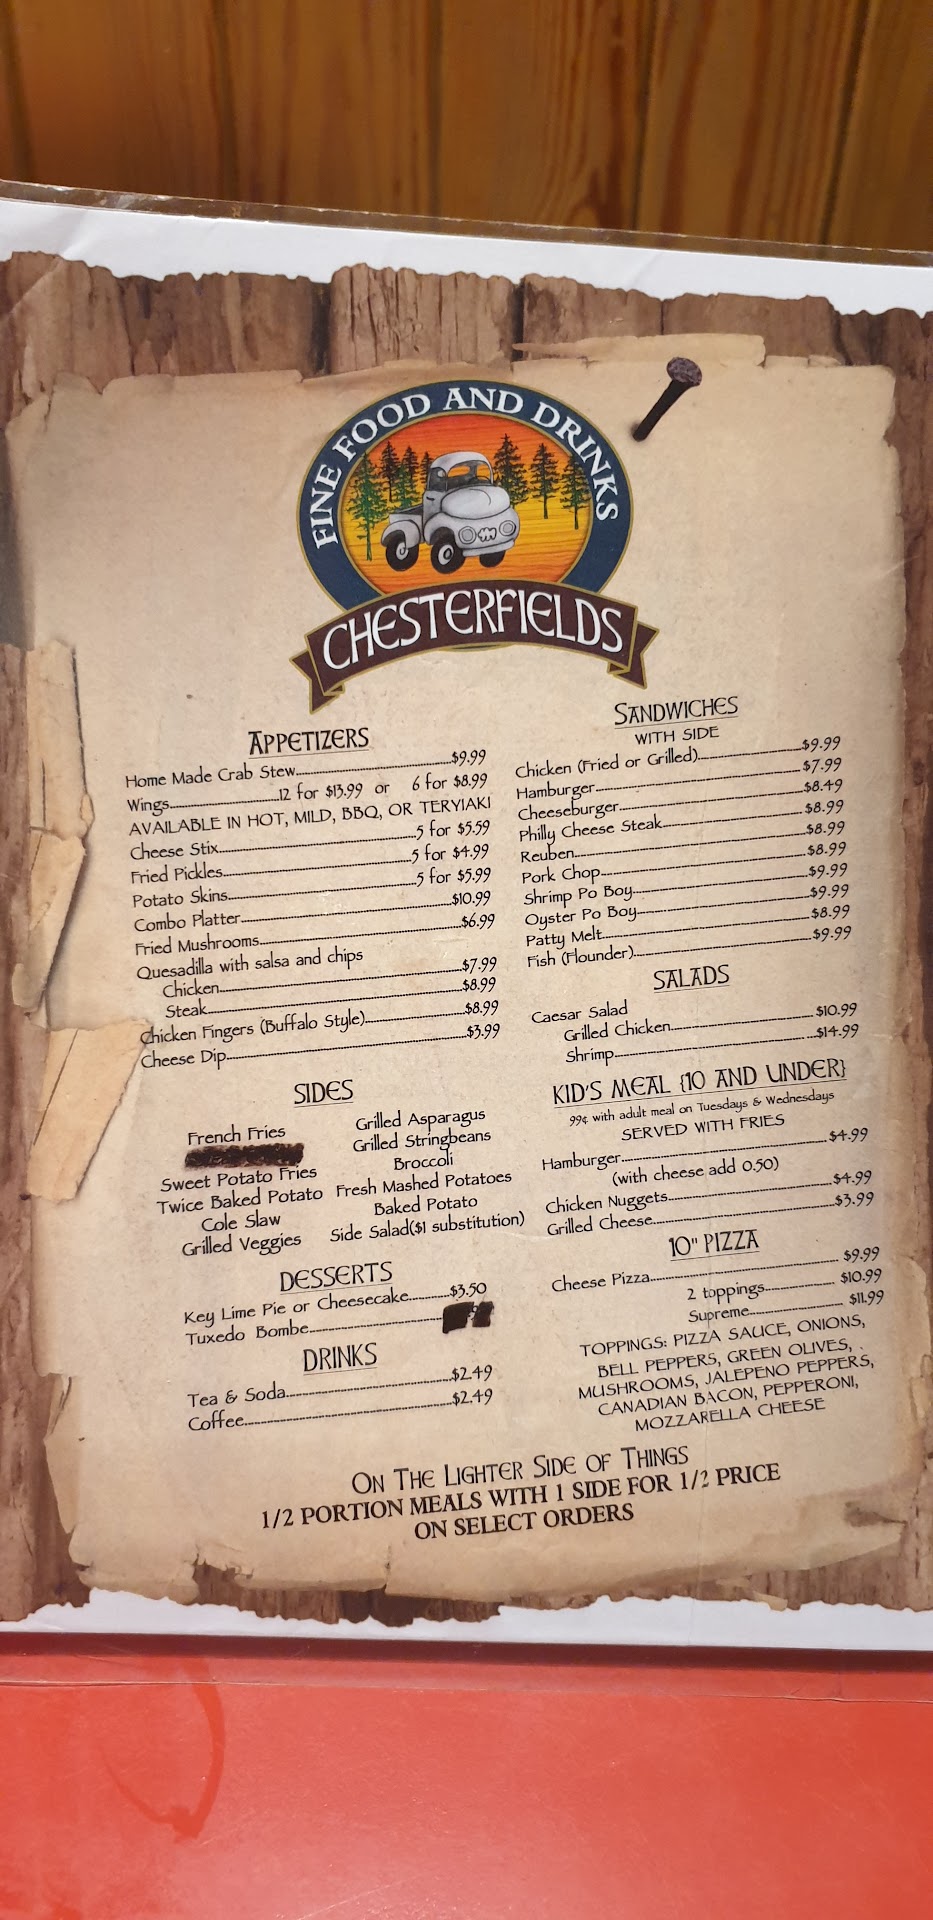 FINE FOOD AND DRINKS
CHESTERFIELDS
APPETIZERS
Home Made Crab Stew $9.99
Wings 12 for $13.99 or 6 for $8.99
AVAILABLE IN HOT, MILD, BBQ, OR TERYIAKI
Cheese Stix 5 for $5.59
Fried Pickles 5 for $4.99
Potato Skins 5 for $5.99
Combo Platter $10.99
Fried Mushrooms $6.99
Quesadilla with salsa and chips
Chicken $7.99
Steak $8.99
Chicken Fingers (Buffalo Style) $8.99
Cheese Dip $3.99
SIDES
French Fries
Sweet Potato Fries
Twice Baked Potato
Cole Slaw
Grilled Veggies
Grilled Asparagus
Grilled Stringbeans
Broccoli
Fresh Mashed Potatoes
Baked Potato
Side Salad($1 substitution)
DESSERTS
Key Lime Pie or Cheesecake $3.50
Tuxedo Bombe
DRINKS
Tea & Soda $2.49
Coffee $2.49
SANDWICHES
WITH SIDE
Chicken (Fried or Grilled) $9.99
Hamburger $7.99
Cheeseburger $8.49
Philly Cheese Steak $8.99
Reuben $8.99
Pork Chop $8.99
Shrimp Po Boy $9.99
Oyster Po Boy $9.99
Patty Melt $8.99
Fish (Flounder) $9.99
SALADS
Caesar Salad
Grilled Chicken $10.99
Shrimp $14.99
KID'S MEAL {10 AND UNDER}
99¢ with adult meal on Tuesdays & Wednesdays
SERVED WITH FRIES
Hamburger $4.99
(with cheese add 0.50)
Chicken Nuggets $4.99
Grilled Cheese $3.99
10" PIZZA
Cheese Pizza $9.99
2 toppings $10.99
Supreme $11.99
TOPPINGS: PIZZA SAUCE, ONIONS,
BELL PEPPERS, GREEN OLIVES,
MUSHROOMS, JALEPENO PEPPERS,
CANADIAN BACON, PEPPERONI,
MOZZARELLA CHEESE
ON THE LIGHTER SIDE OF THINGS
1/2 PORTION MEALS WITH 1 SIDE FOR 1/2 PRICE
ON SELECT ORDERS